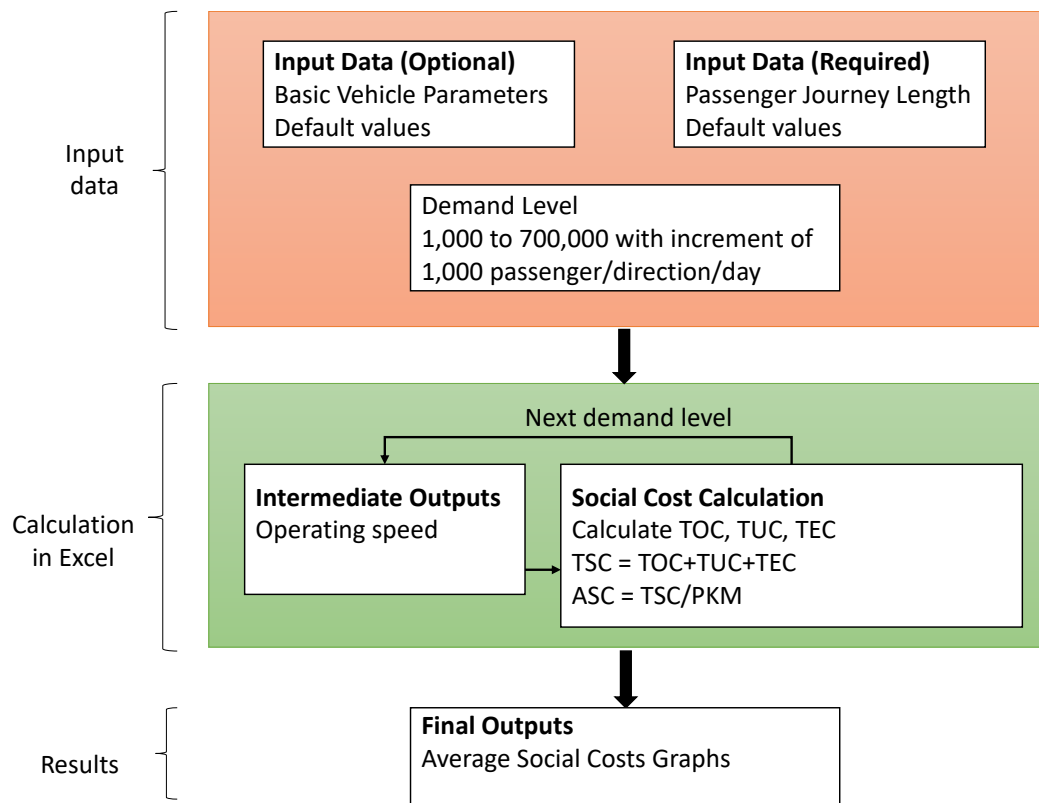 Input
data
Input Data (Optional)
Basic Vehicle Parameters
Default values
Input Data (Required)
Passenger Journey Length
Default values
Demand Level
1,000 to 700,000 with increment of
1,000 passenger/direction/day
Calculation
in Excel
Next demand level
Intermediate Outputs
Operating speed
Social Cost Calculation
Calculate TOC, TUC, TEC
TSC = TOC+TUC+TEC
ASC = TSC/PKM
Results
Final Outputs
Average Social Costs Graphs